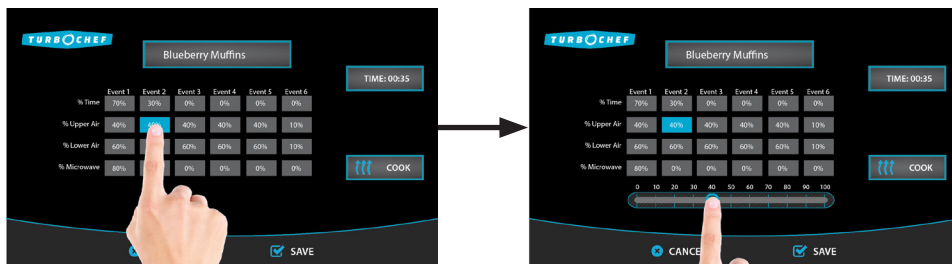 TURBOCHEF
Blueberry Muffins
TIME: 00:35
Event 1 Event 2 Event 3 Event 4 Event 5 Event 6
% Time 70% 30% 0% 0% 0% 0%
% Upper Air 40% 40% 40% 40% 40% 10%
% Lower Air 60% 60% 60% 60% 10%
% Microwave 80% 0% 0% 0% 0%
COOK
SAVE
TURBOCHEF
Blueberry Muffins
TIME: 00:35
Event 1 Event 2 Event 3 Event 4 Event 5 Event 6
% Time 70% 30% 0% 0% 0% 0%
% Upper Air 40% 40% 40% 40% 40% 10%
% Lower Air 60% 60% 60% 60% 60% 10%
% Microwave 80% 0% 0% 0% 0% 0%
COOK
0 10 20 30 40 50 60 70 80 90 100
CANCE
SAVE